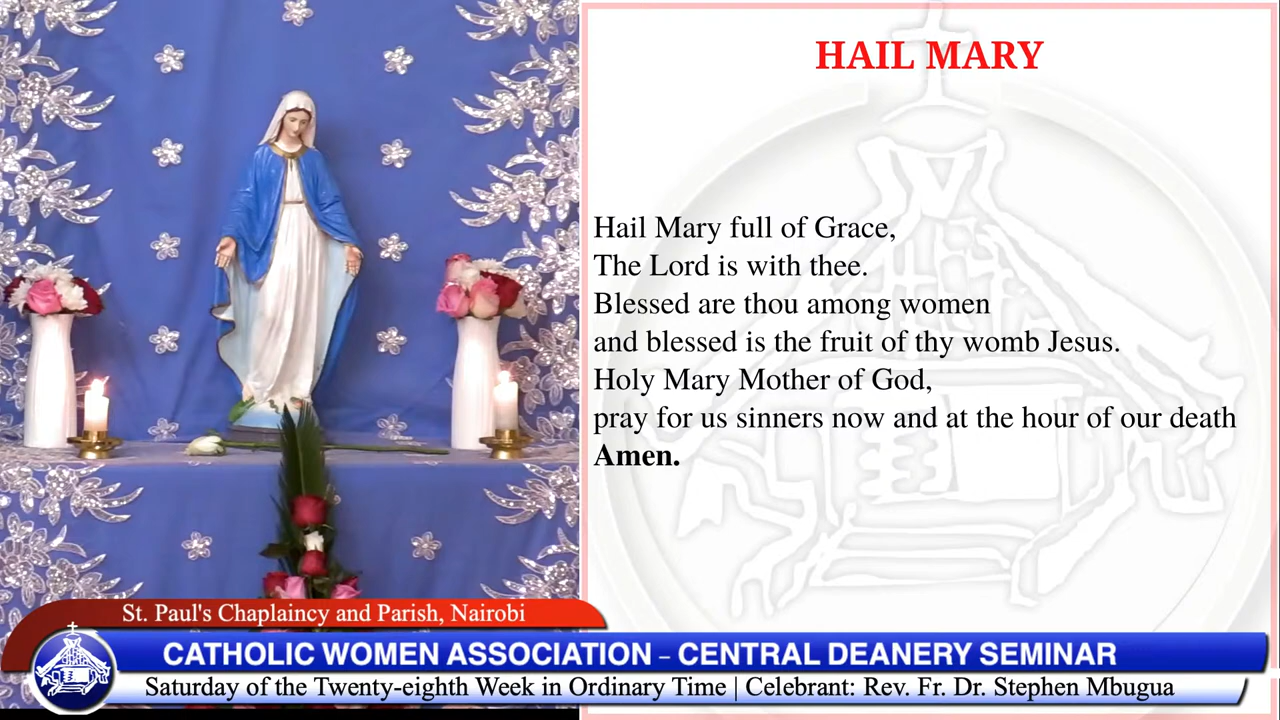 HAIL MARY
Hail Mary full of Grace,
The Lord is with thee.
Blessed are thou among women
and blessed is the fruit of thy womb Jesus.
Holy Mary Mother of God,
pray for us sinners now and at the hour of our death
Amen.
St. Paul's Chaplaincy and Parish, Nairobi
CATHOLIC WOMEN ASSOCIATION – CENTRAL DEANERY SEMINAR
Saturday of the Twenty-eighth Week in Ordinary Time | Celebrant: Rev. Fr. Dr. Stephen Mbugua